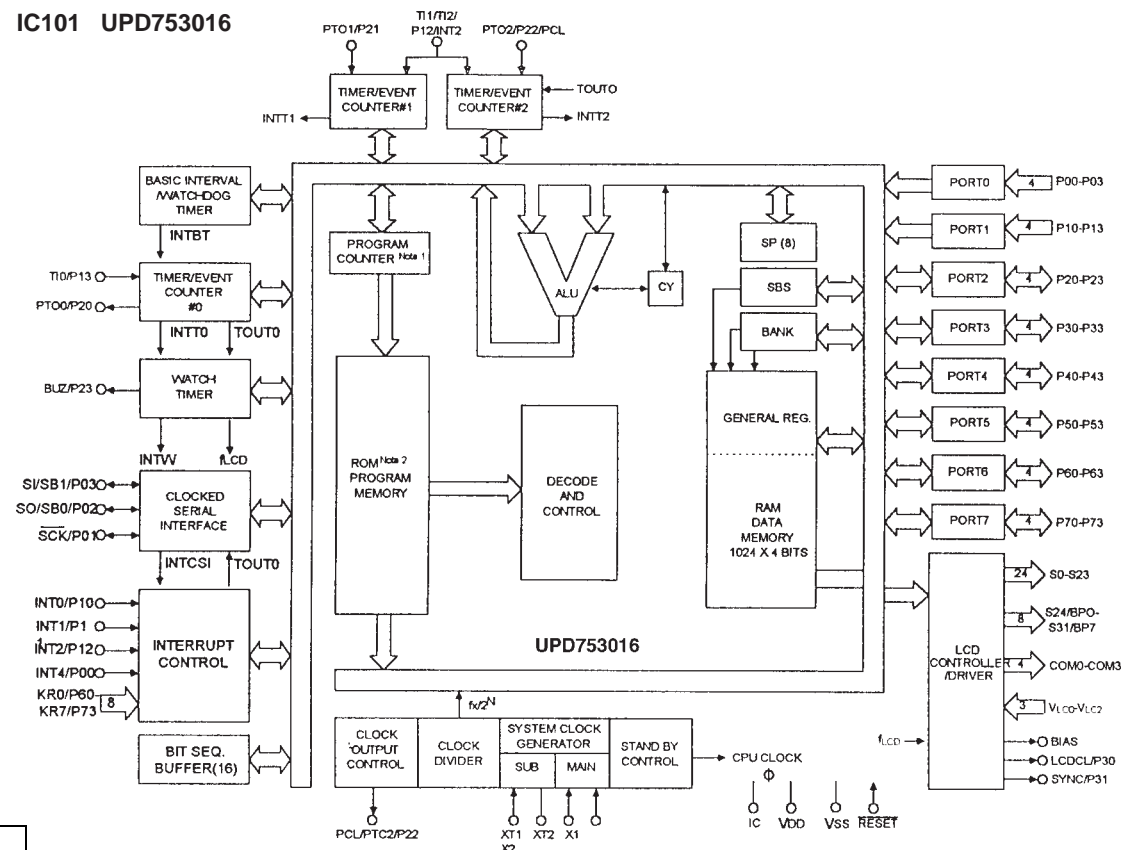 IC101 UPD753016
PTO1/P21
TI1/TI2/
P12/INT2
PTO2/P22/PCL
TIMER/EVENT
COUNTER#1
TIMER/EVENT
COUNTER#2
TOUTO
INTT1
INTT2
BASIC INTERVAL
/WATCHDOG
TIMER
INTBT
TI0/P13
PTO0/P20
TIMER/EVENT
COUNTER
#0
INTT0
TOUT0
BUZ/P23
WATCH
TIMER
INTW
fLCD
SI/SB1/P03
SO/SB0/P02
SCK/P01
CLOCKED
SERIAL
INTERFACE
INTCSI
TOUT0
INT0/P10
INT1/P1
1
INT2/P12
INT4/P00
KR0/P60
KR7/P73
8
INTERRUPT
CONTROL
BIT SEQ.
BUFFER(16)
PROGRAM
COUNTER Note 1
ALU
CY
SP (8)
SBS
BANK
ROM Note 2
PROGRAM
MEMORY
DECODE
AND
CONTROL
GENERAL REG.
RAM
DATA
MEMORY
1024 X 4 BITS
UPD753016
PORT0
4
P00-P03
PORT1
4
P10-P13
PORT2
4
P20-P23
PORT3
4
P30-P33
PORT4
4
P40-P43
PORT5
4
P50-P53
PORT6
4
P60-P63
PORT7
4
P70-P73
LCD
CONTROLLER
/DRIVER
24
S0-S23
8
S24/BP0-
S31/BP7
4
COM0-COM3
3
VLC0-VLC2
fLCD
BIAS
LCDCL/P30
SYNC/P31
fx/2N
CLOCK
'OUTPUT
CONTROL
CLOCK
DIVIDER
SYSTEM CLOCK
GENERATOR
SUB
MAIN
STAND BY
CONTROL
CPU CLOCK
Φ
PCL/PTC2/P22
XT1
XT2
X1
X2
IC
VDD
VSS
RESET